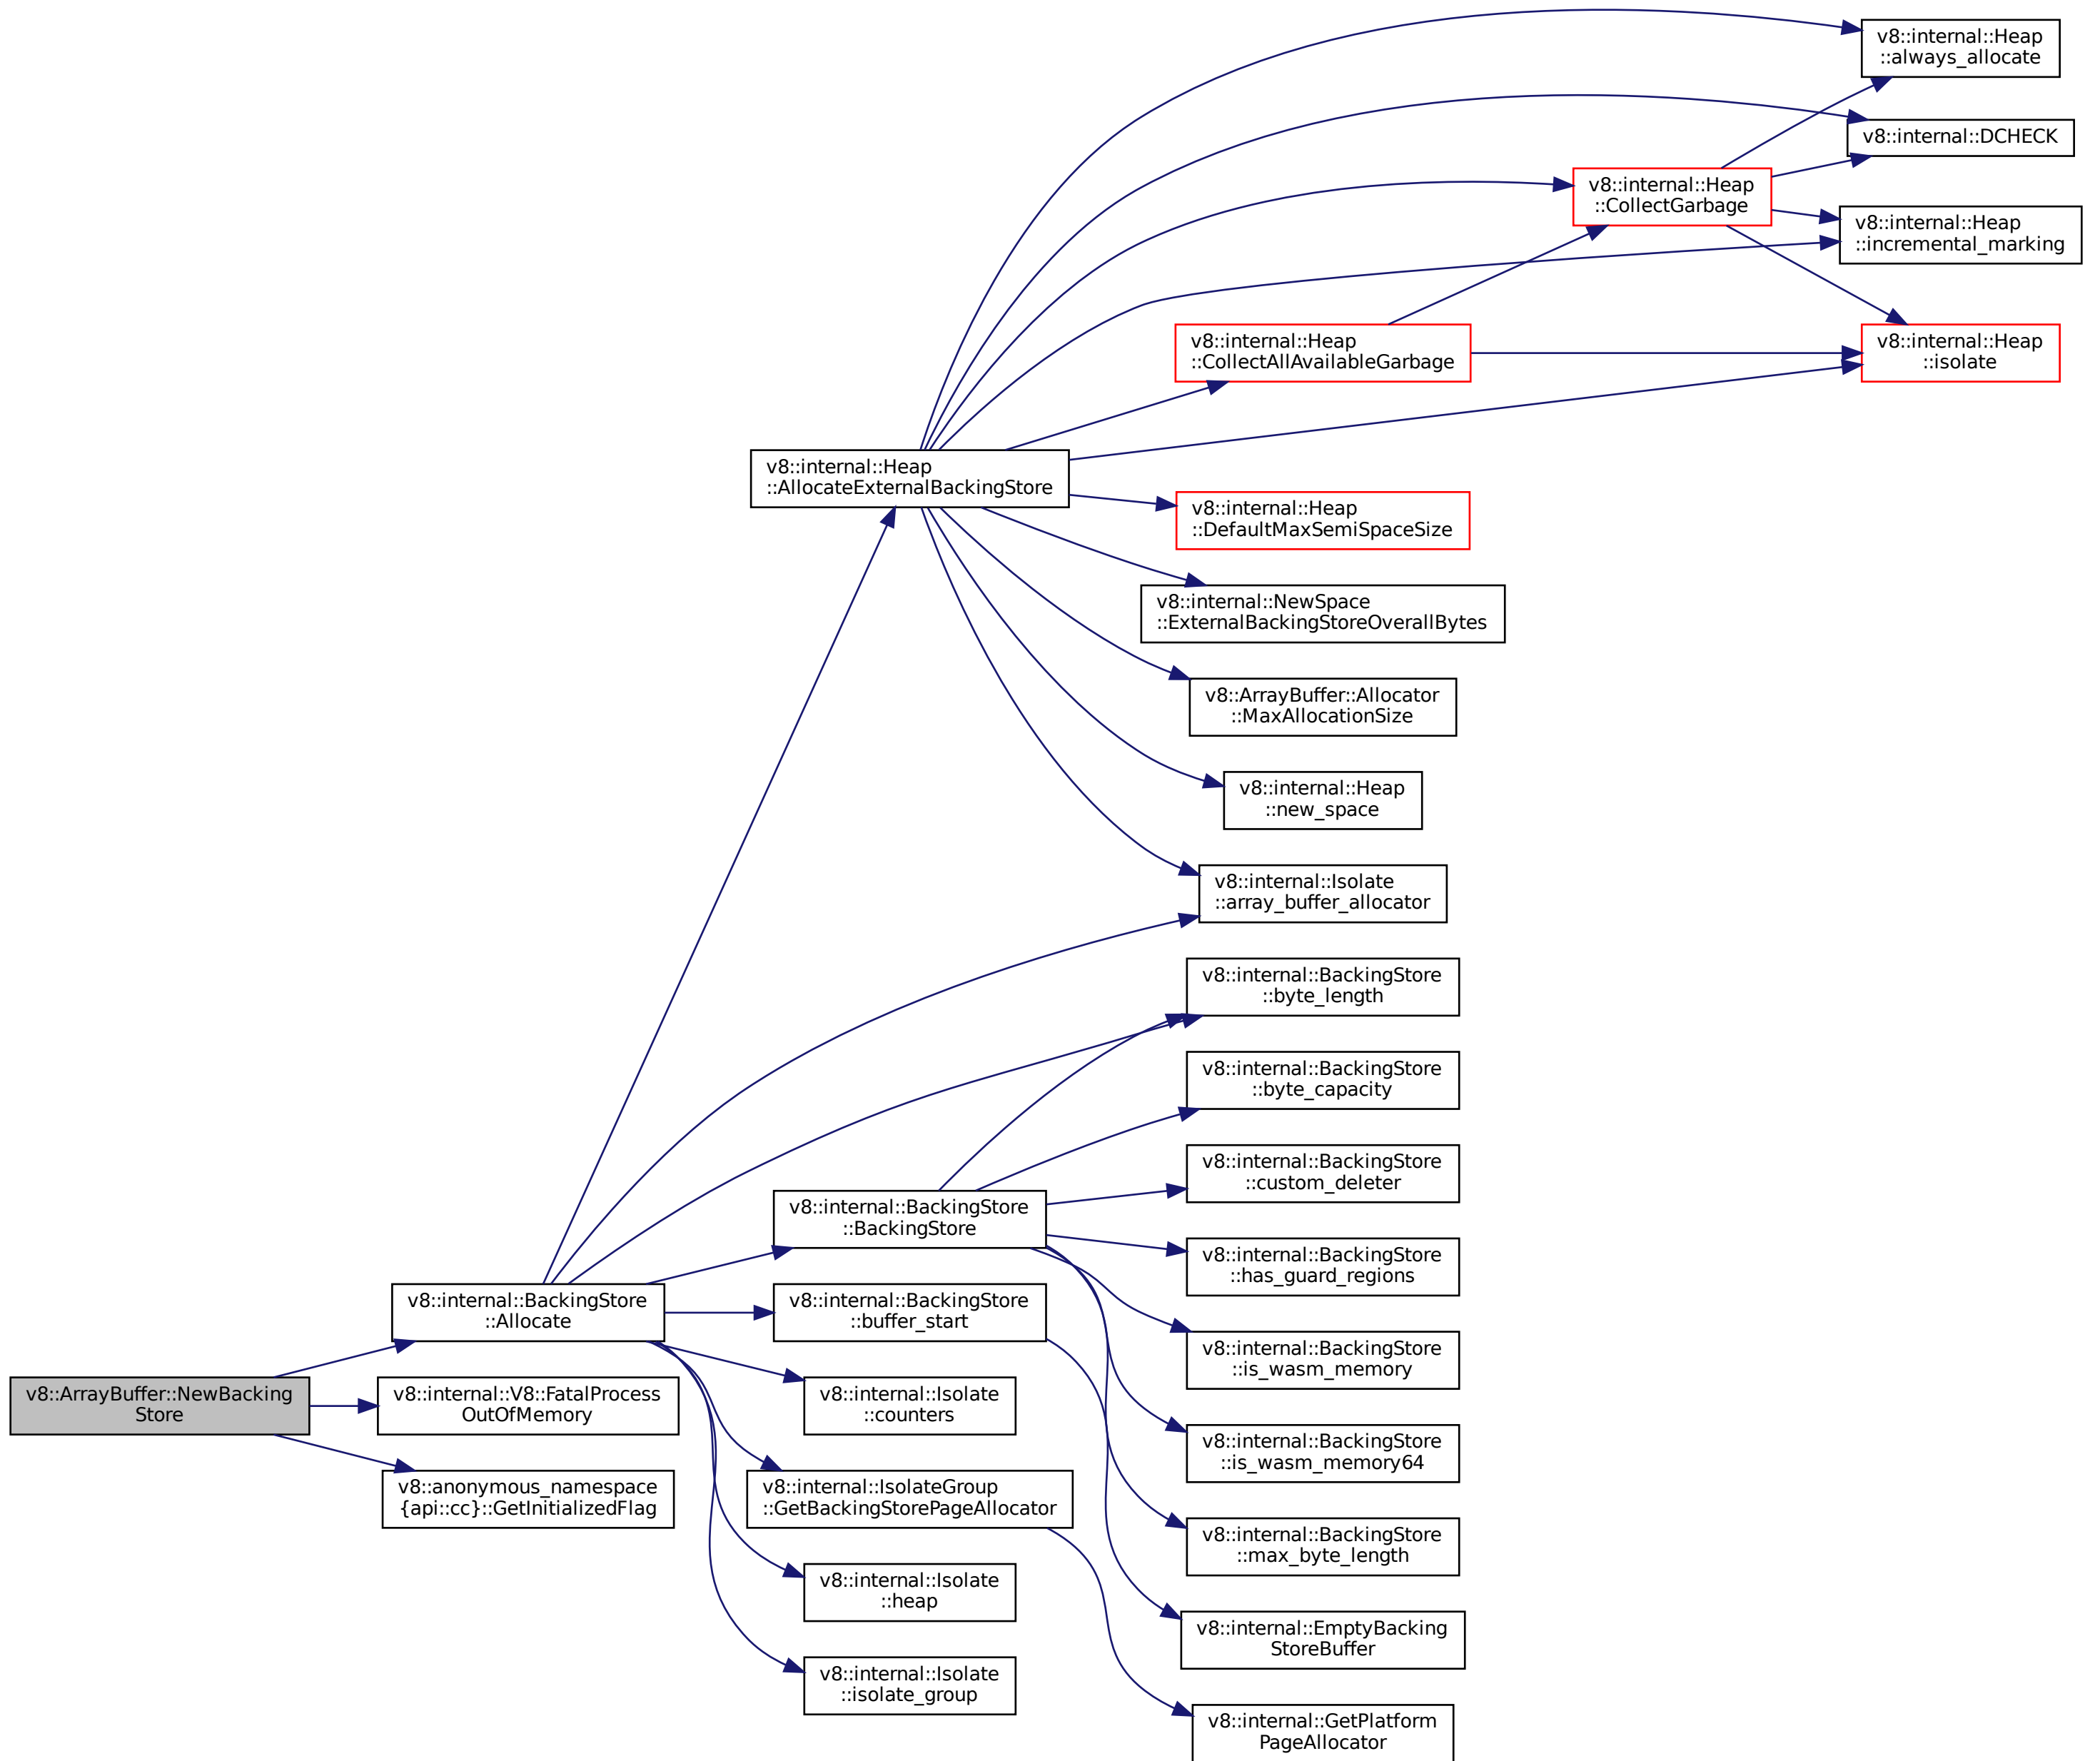 v8::internal::Heap
::always_allocate
v8::internal::DCHECK
v8::internal::Heap
::CollectGarbage
v8::internal::Heap
::incremental_marking
v8::internal::Heap
::CollectAllAvailableGarbage
v8::internal::Heap
::isolate
v8::internal::Heap
::AllocateExternalBackingStore
v8::internal::Heap
::DefaultMaxSemiSpaceSize
v8::internal::NewSpace
::ExternalBackingStoreOverallBytes
v8::ArrayBuffer::Allocator
::MaxAllocationSize
v8::internal::Heap
::new_space
v8::internal::Isolate
::array_buffer_allocator
v8::internal::BackingStore
::byte_length
v8::internal::BackingStore
::byte_capacity
v8::internal::BackingStore
::custom_deleter
v8::internal::BackingStore
::BackingStore
v8::internal::BackingStore
::has_guard_regions
v8::internal::BackingStore
::Allocate
v8::internal::BackingStore
::buffer_start
v8::internal::BackingStore
::is_wasm_memory
v8::ArrayBuffer::NewBacking
Store
v8::internal::V8::FatalProcess
OutOfMemory
v8::internal::Isolate
::counters
v8::internal::BackingStore
::is_wasm_memory64
v8::anonymous_namespace
{api::cc}::GetInitializedFlag
v8::internal::IsolateGroup
::GetBackingStorePageAllocator
v8::internal::BackingStore
::max_byte_length
v8::internal::Isolate
::heap
v8::internal::EmptyBacking
StoreBuffer
v8::internal::Isolate
::isolate_group
v8::internal::GetPlatform
PageAllocator